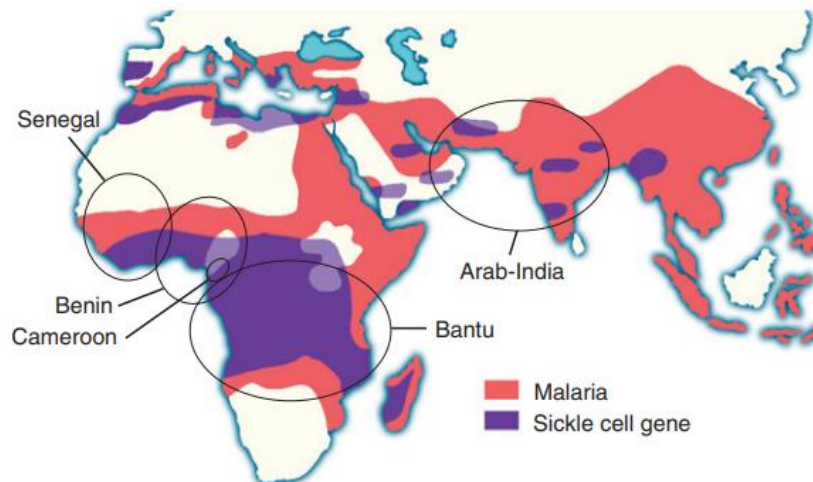 Senegal
Benin
Cameroon
Arab-India
Bantu
Malaria
Sickle cell gene